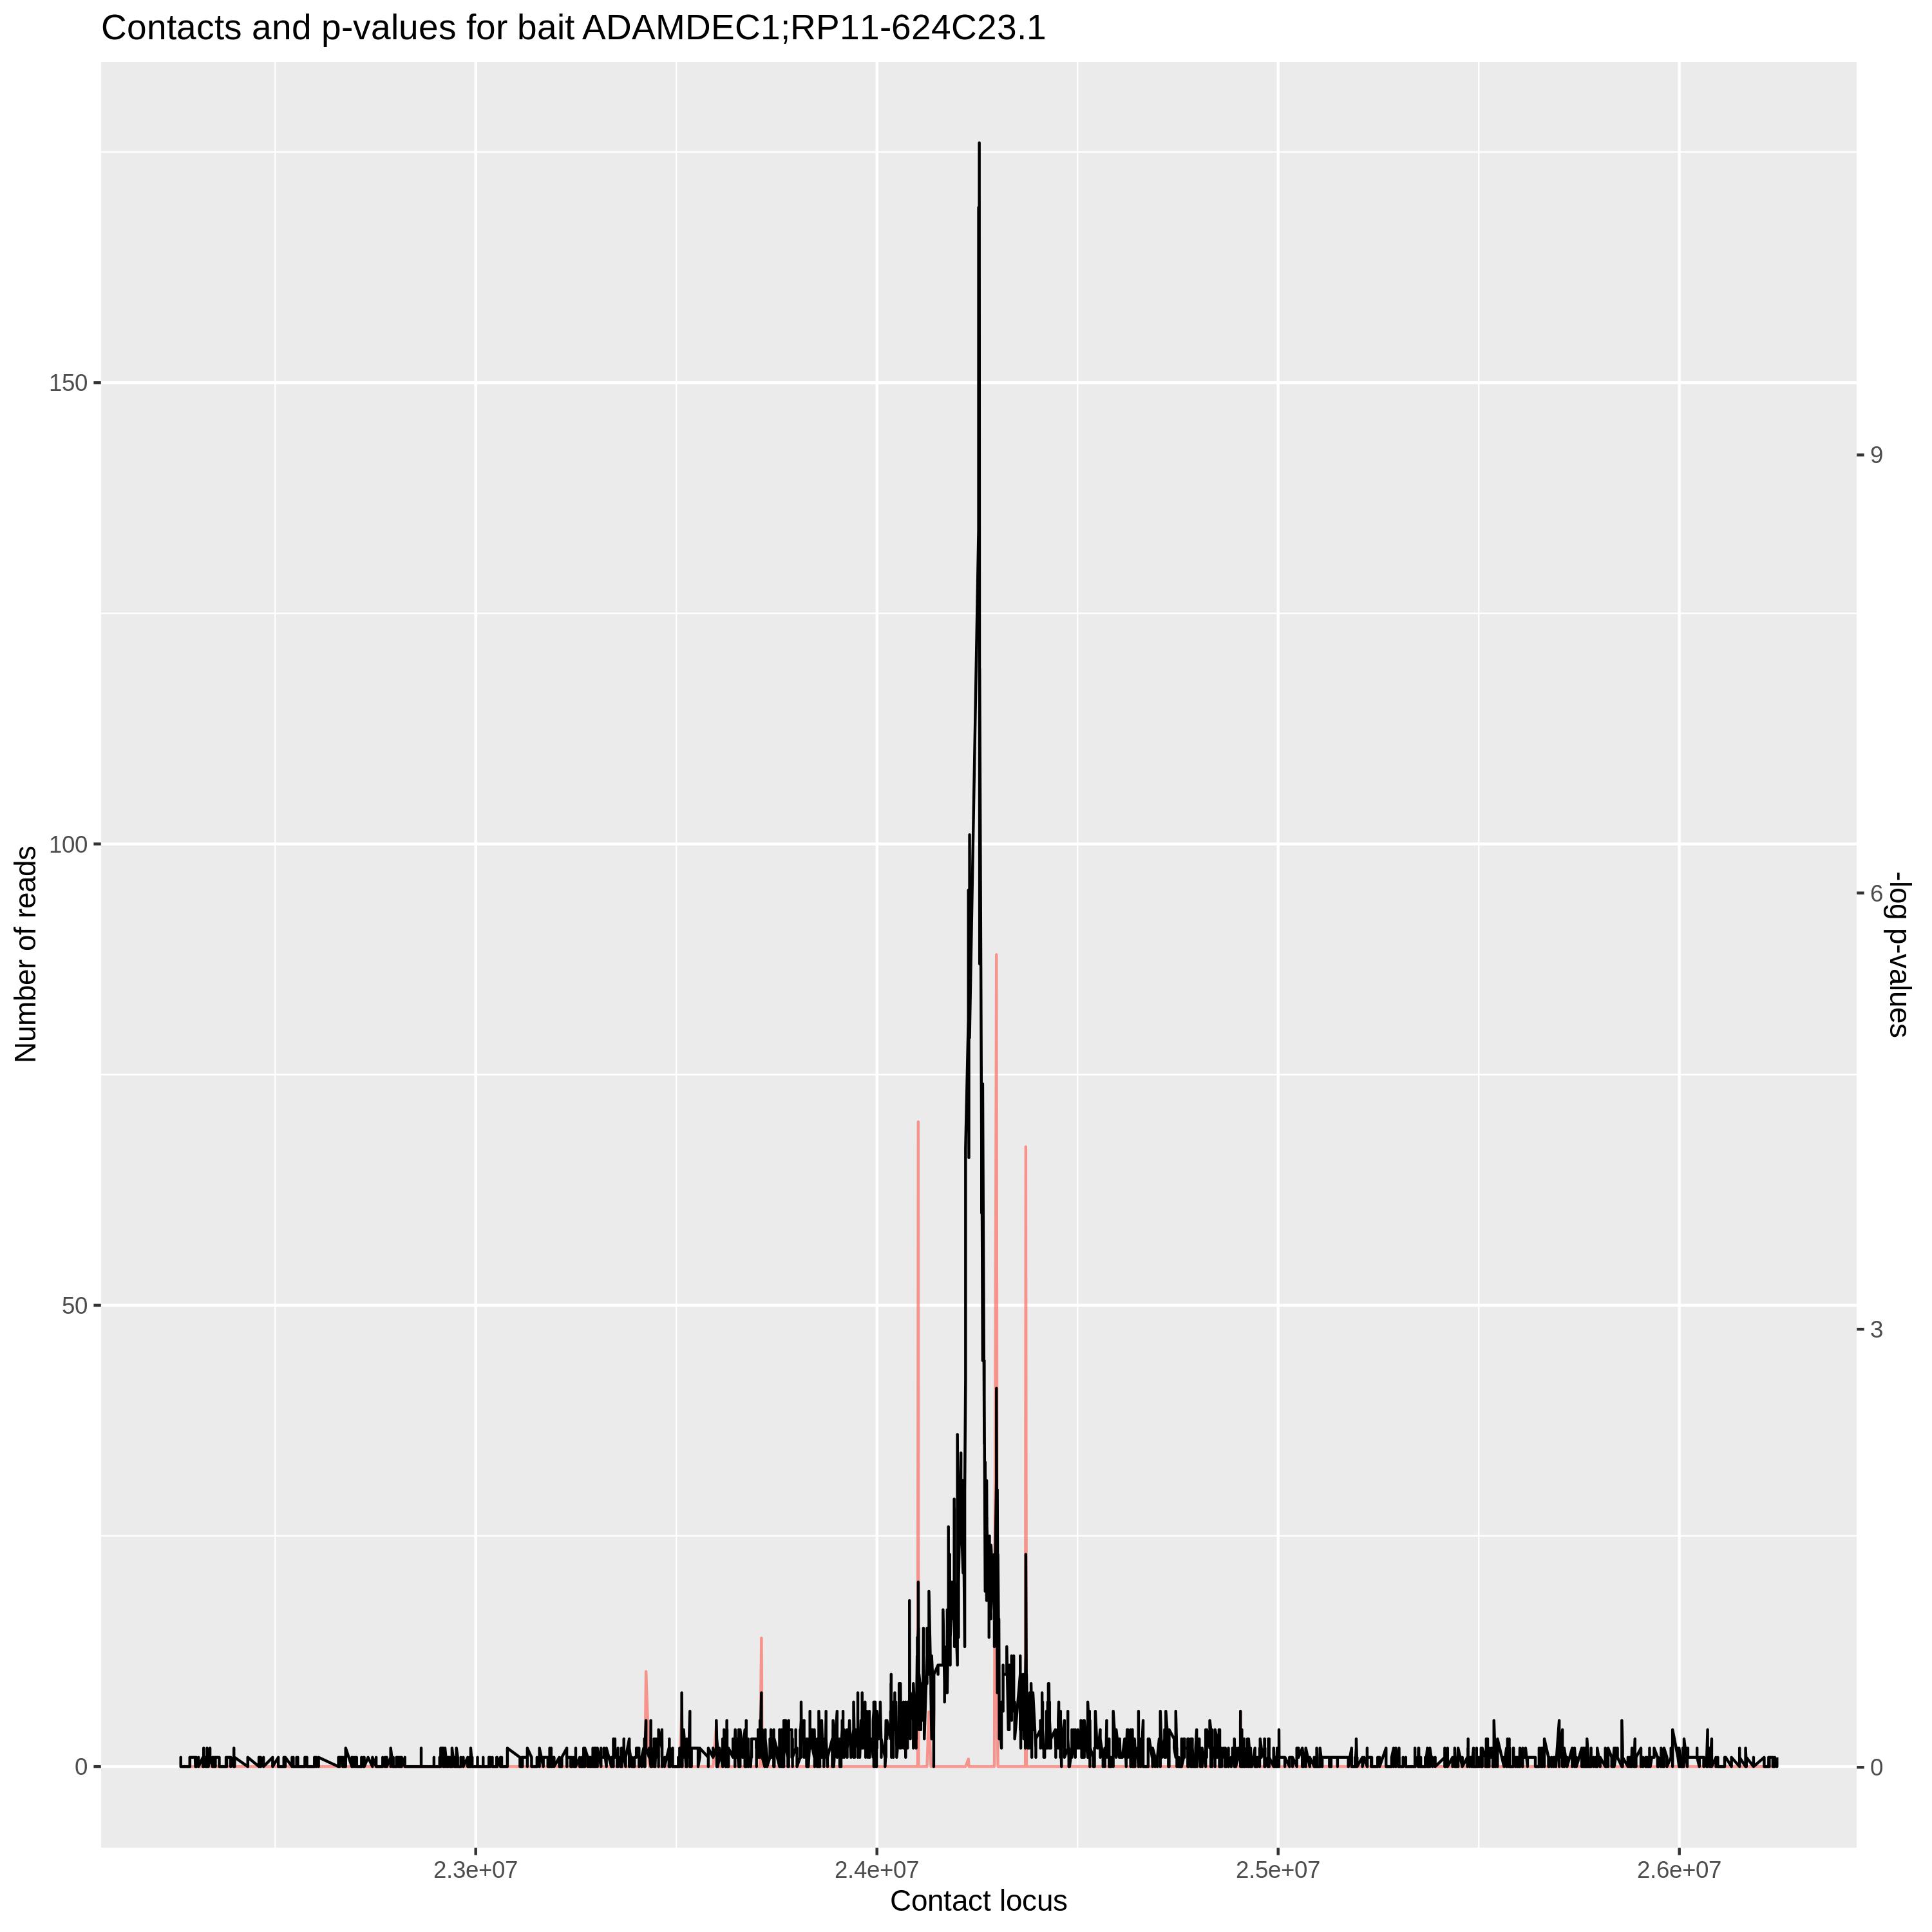 Contacts and p-values for bait ADAMDEC1;RP11-624C23.1
150
100
50
0
Number of reads
9
6
3
0
-log p-values
2.3e+07
2.4e+07
2.5e+07
2.6e+07
Contact locus